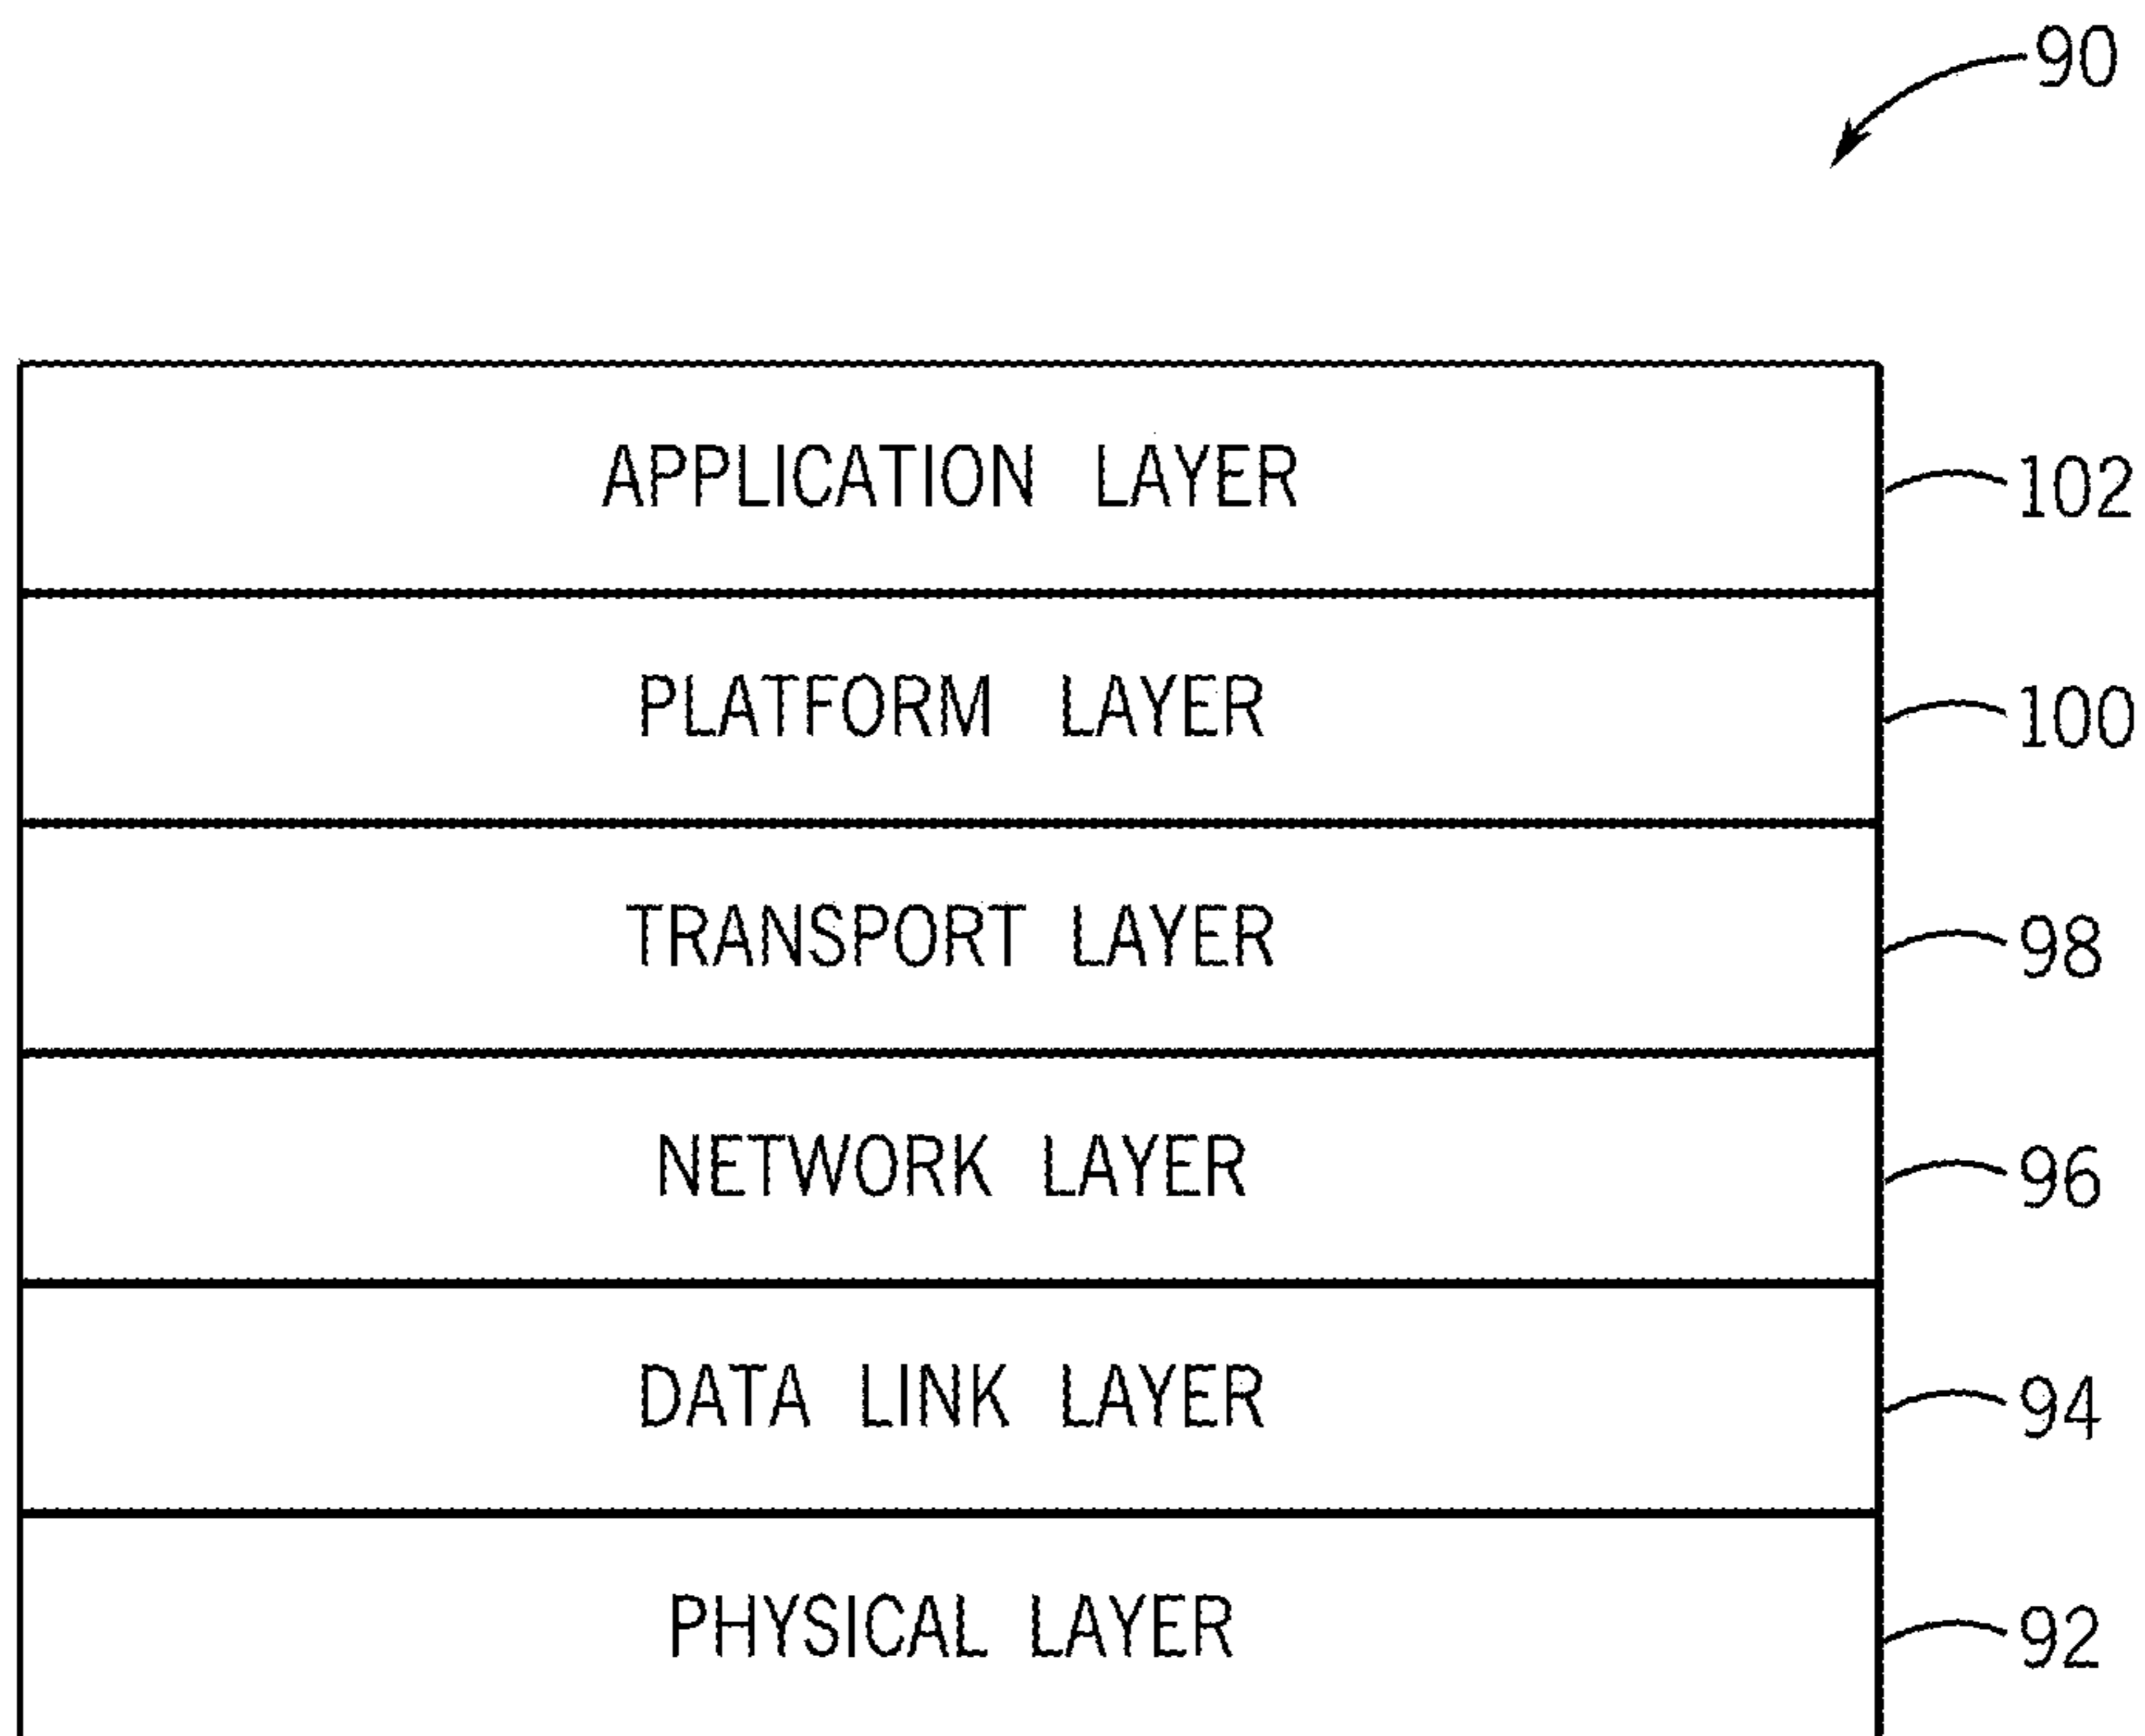 90
APPLICATION LAYER 102
PLATFORM LAYER 100
TRANSPORT LAYER 98
NETWORK LAYER 96
DATA LINK LAYER 94
PHYSICAL LAYER 92